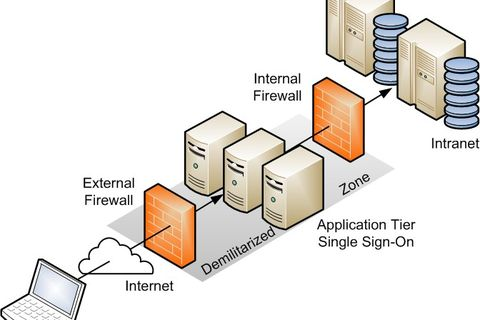 Internal
Firewall
Intranet
External
Firewall
Demilitarized Zone
Application Tier
Single Sign-On
Internet